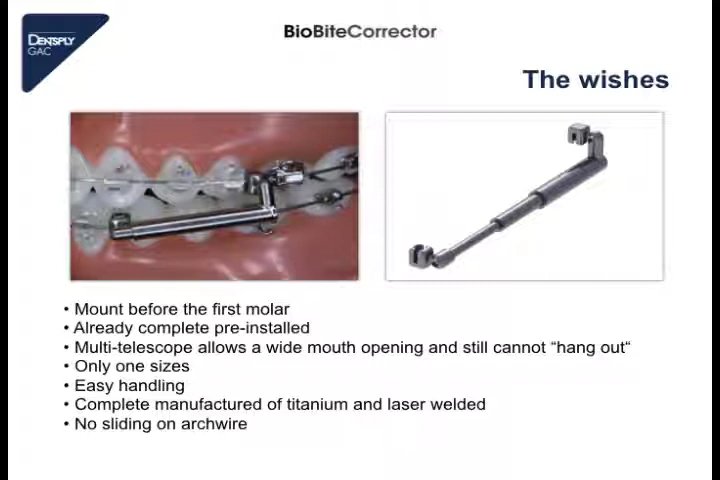 DENTSPLY
GAC
BioBiteCorrector
The wishes
• Mount before the first molar
• Already complete pre-installed
• Multi-telescope allows a wide mouth opening and still cannot “hang out“
• Only one sizes
• Easy handling
• Complete manufactured of titanium and laser welded
• No sliding on archwire